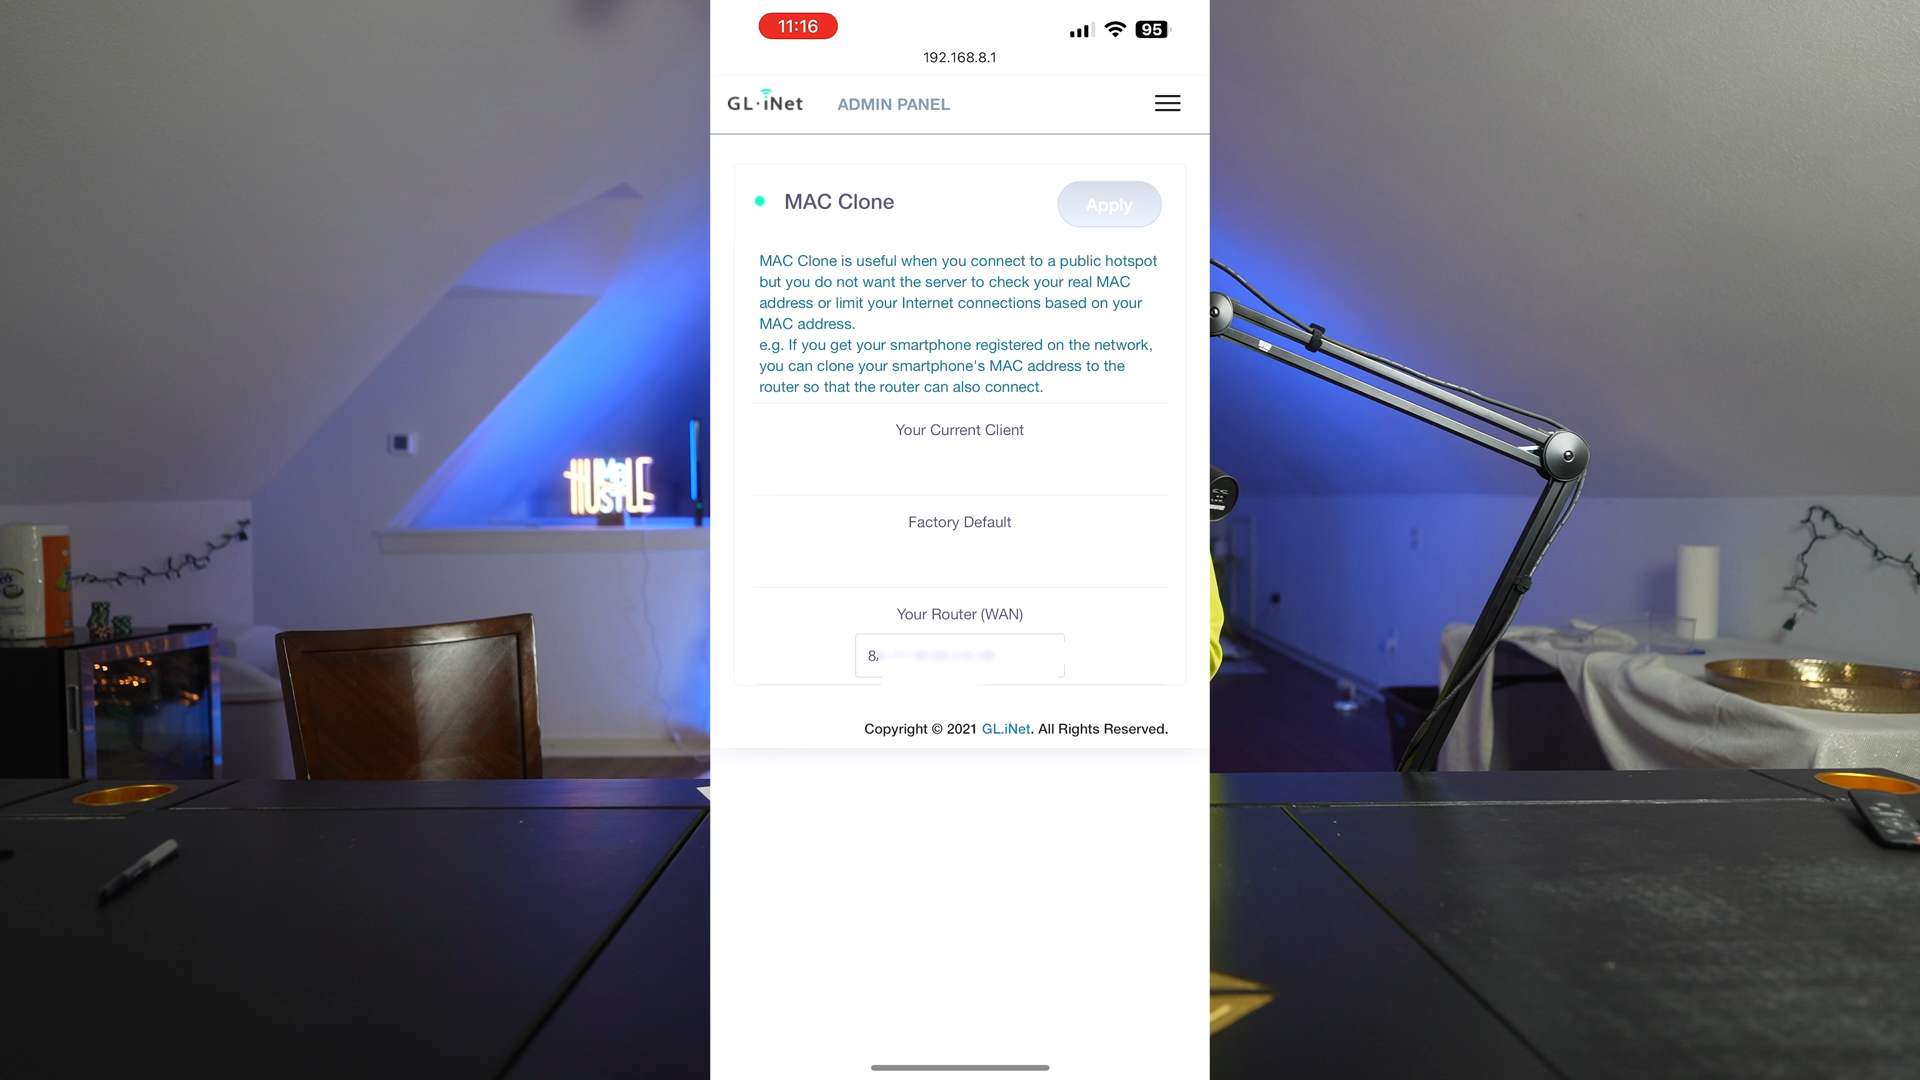 11:16
95
192.168.8.1
GL·iNet ADMIN PANEL
MAC Clone
Apply
MAC Clone is useful when you connect to a public hotspot
but you do not want the server to check your real MAC
address or limit your Internet connections based on your
MAC address.
e.g. If you get your smartphone registered on the network,
you can clone your smartphone's MAC address to the
router so that the router can also connect.
Your Current Client
Factory Default
Your Router (WAN)
Copyright © 2021 GL.iNet. All Rights Reserved.
HUSTLE